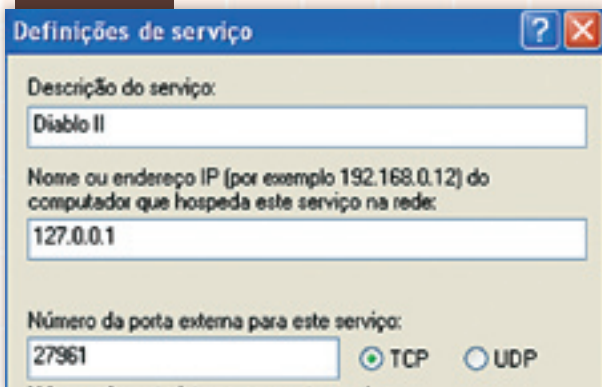 Definições de serviço
Descrição do serviço:
Diablo II
Nome ou endereço IP (por exemplo 192.168.0.12) do
computador que hospeda este serviço na rede:
127.0.0.1
Número da porta externa para este serviço:
27961
TCP
UDP